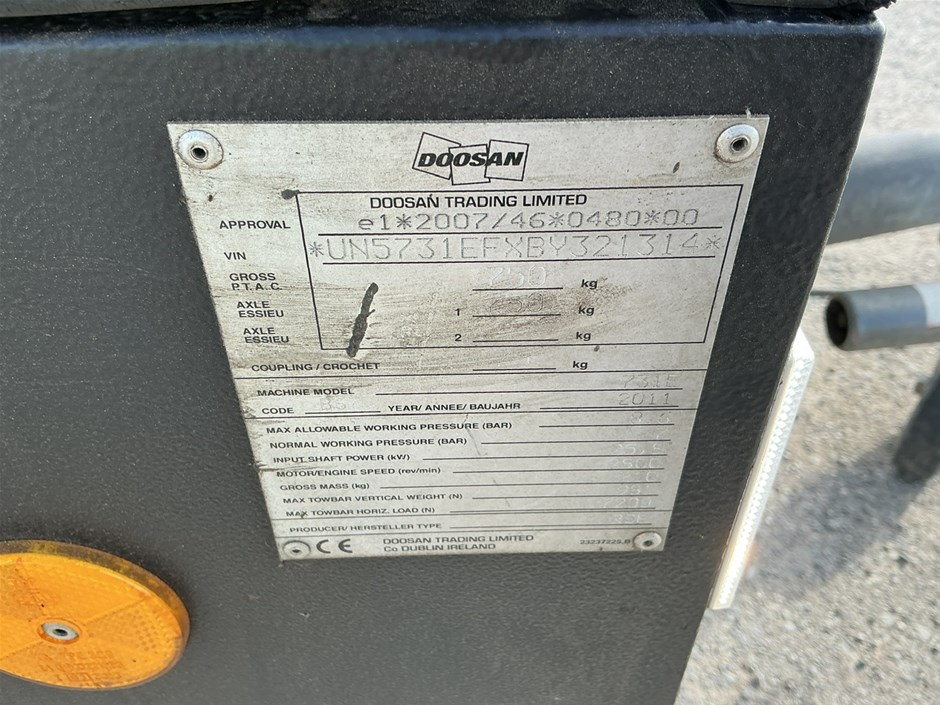 DOOSAN
DOOSAN TRADING LIMITED
APPROVAL e1*2007/46*0480*00
VIN *UN5731EFXBY321314*
GROSS P.T.A.C. 750 kg
AXLE ESSIEU 1 kg
AXLE ESSIEU 2 kg
COUPLING / CROCHET kg
MACHINE MODEL 731E
CODE YEAR/ ANNEE/ BAUJAHR 2011
MAX ALLOWABLE WORKING PRESSURE (BAR)
NORMAL WORKING PRESSURE (BAR)
INPUT SHAFT POWER (kW)
MOTOR/ENGINE SPEED (rev/min)
GROSS MASS (kg)
MAX TOWBAR VERTICAL WEIGHT (N)
MAX TOWBAR HORIZ. LOAD (N)
PRODUCER/ HERSTELLER TYPE
CE DOOSAN TRADING LIMITED
Co DUBLIN IRELAND 23237225.B